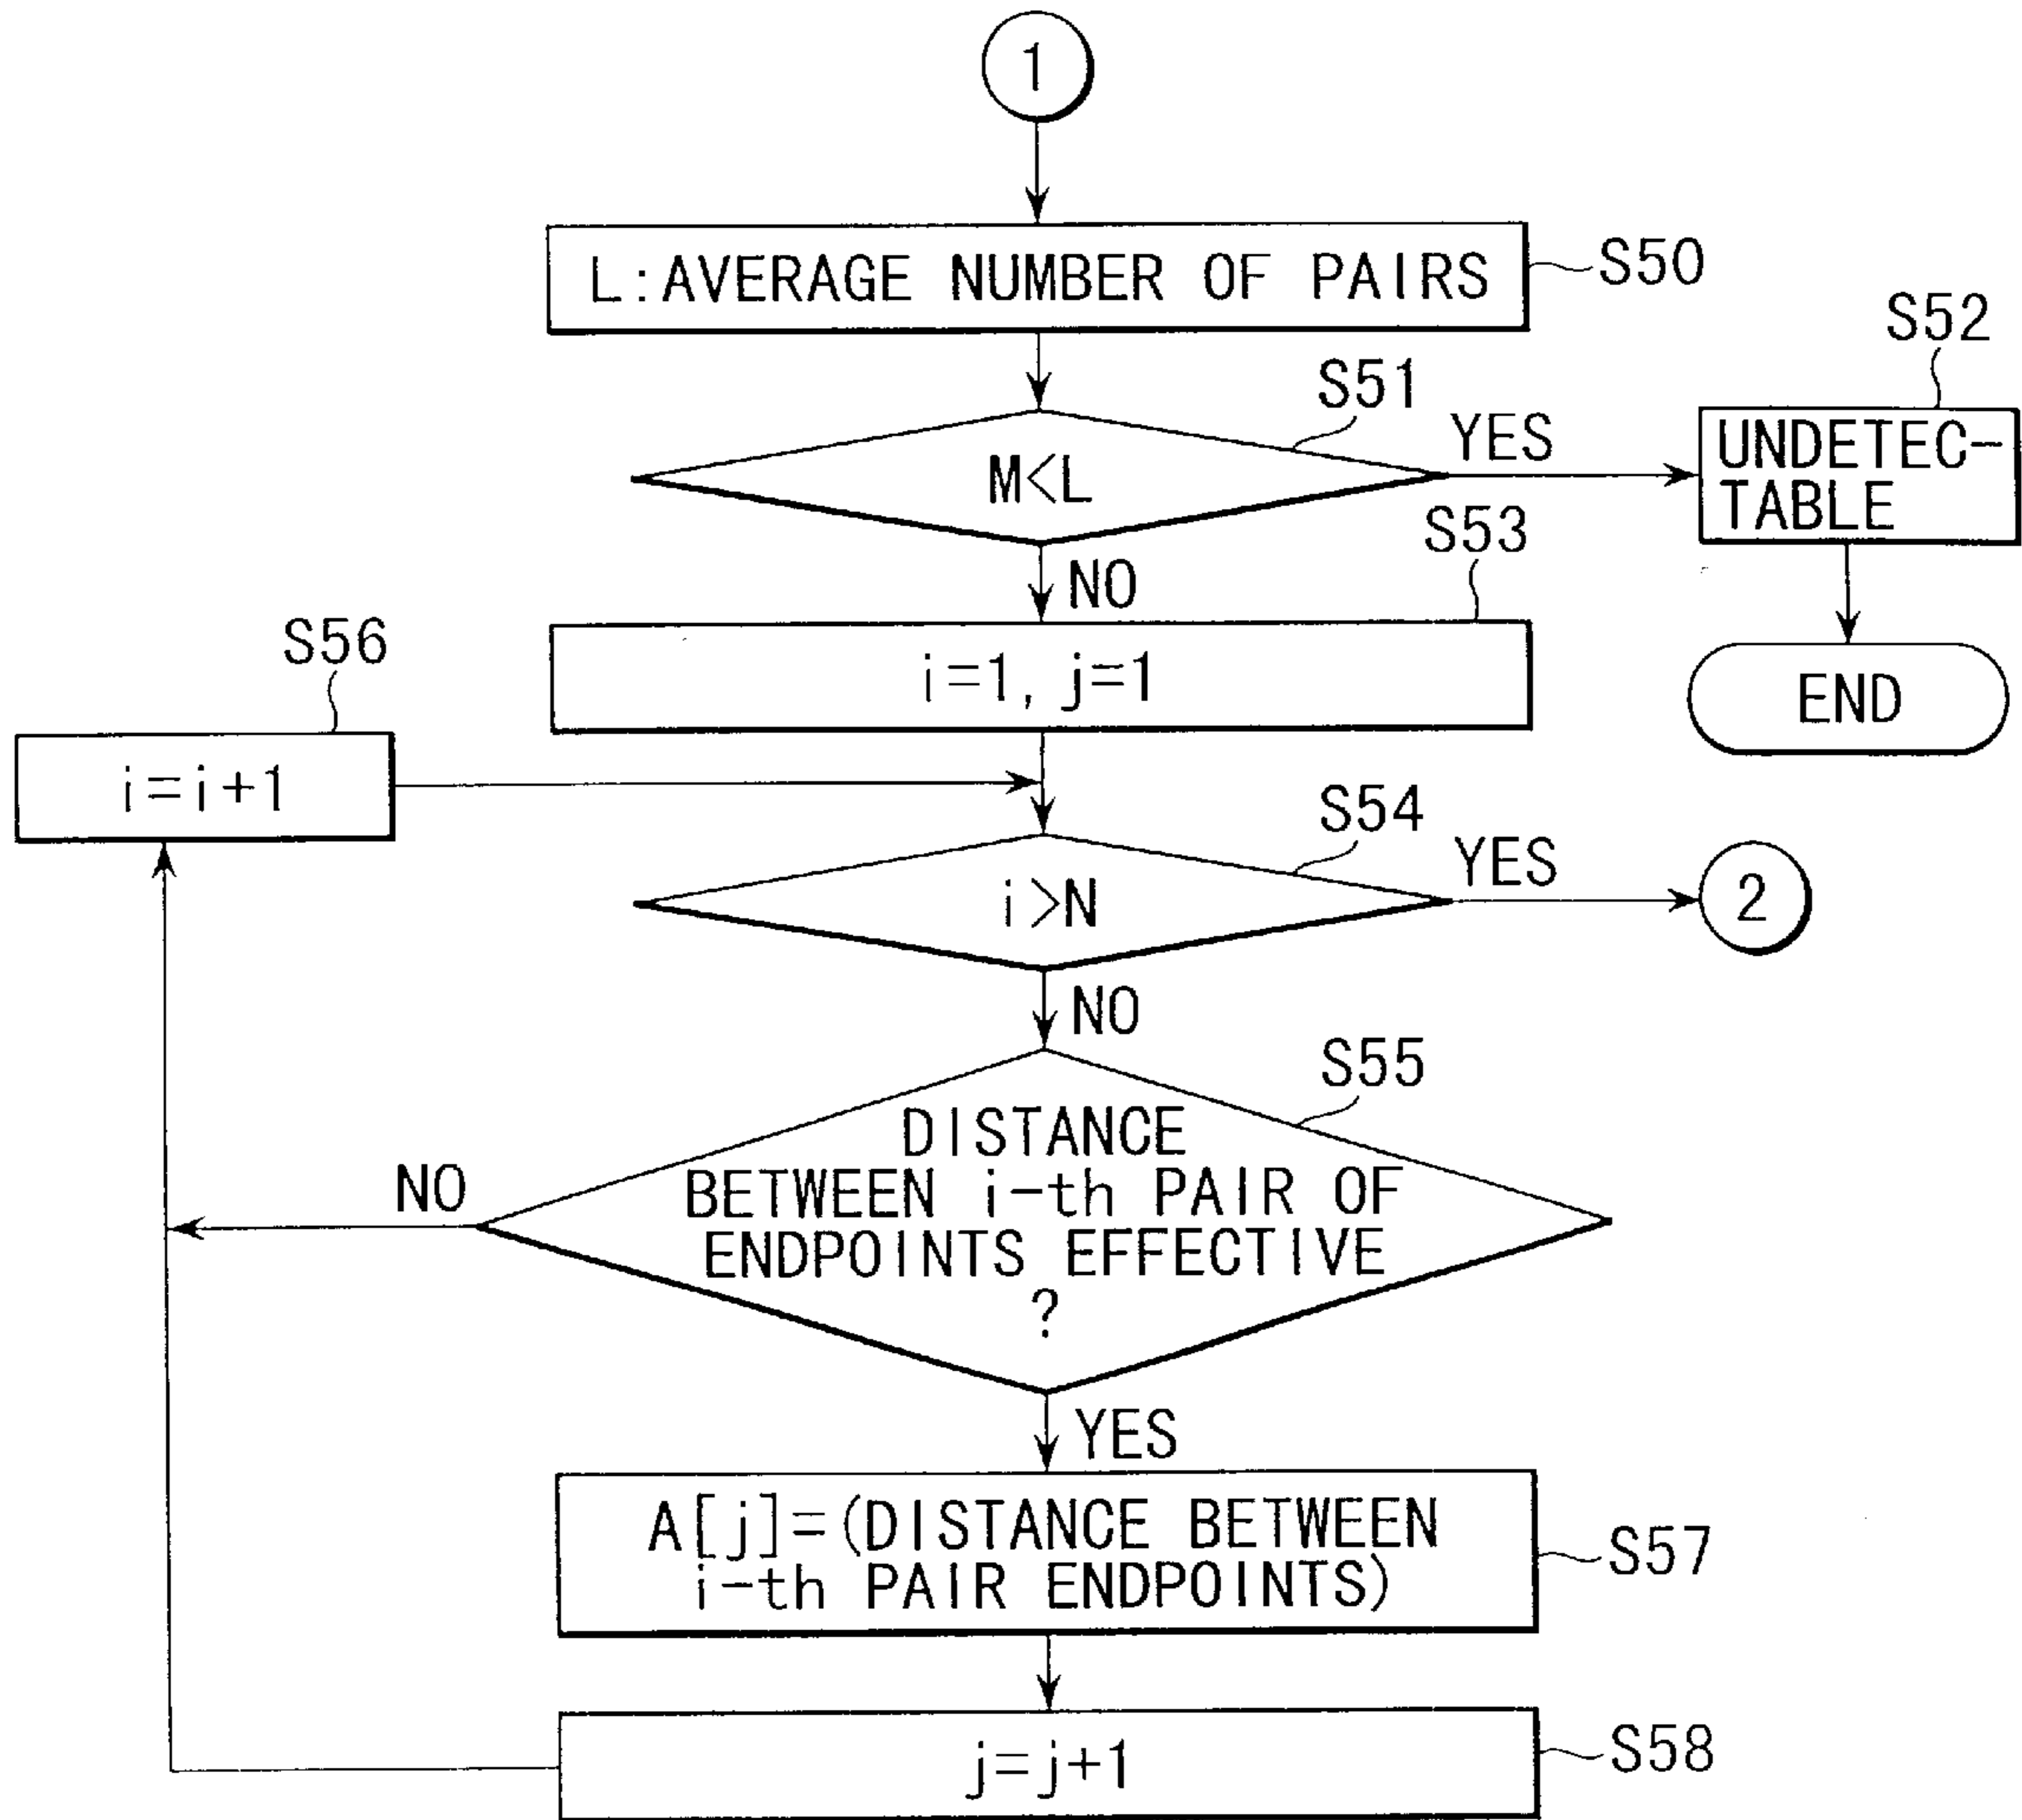 1
L:AVERAGE NUMBER OF PAIRS
S50
S51
M<L
YES
S52
UNDETEC-
TABLE
END
NO
S53
i=1, j=1
S56
i=i+1
S54
i>N
YES
2
NO
S55
DISTANCE
BETWEEN i-th PAIR OF
ENDPOINTS EFFECTIVE
?
NO
YES
A[j]=(DISTANCE BETWEEN
i-th PAIR ENDPOINTS)
S57
j=j+1
S58